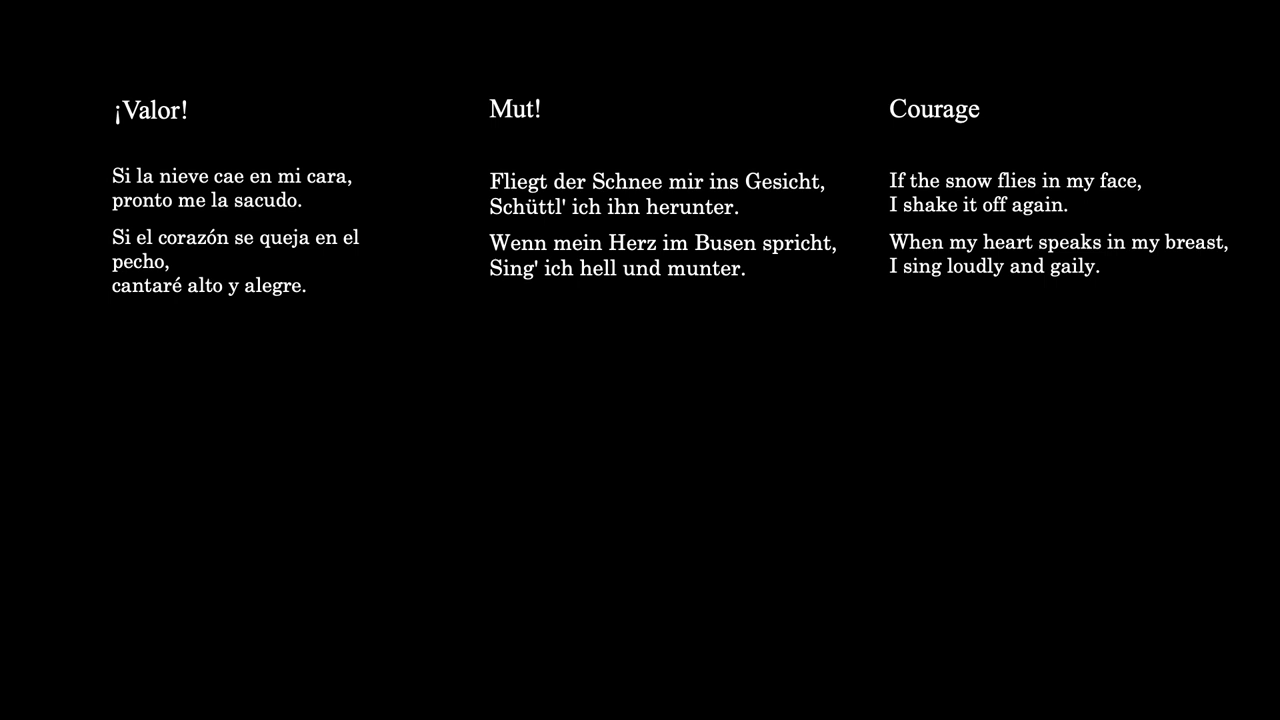 ¡Valor!
Si la nieve cae en mi cara,
pronto me la sacudo.
Si el corazón se queja en el
pecho,
cantaré alto y alegre.
Mut!
Fliegt der Schnee mir ins Gesicht,
Schüttl' ich ihn herunter.
Wenn mein Herz im Busen spricht,
Sing' ich hell und munter.
Courage
If the snow flies in my face,
I shake it off again.
When my heart speaks in my breast,
I sing loudly and gaily.